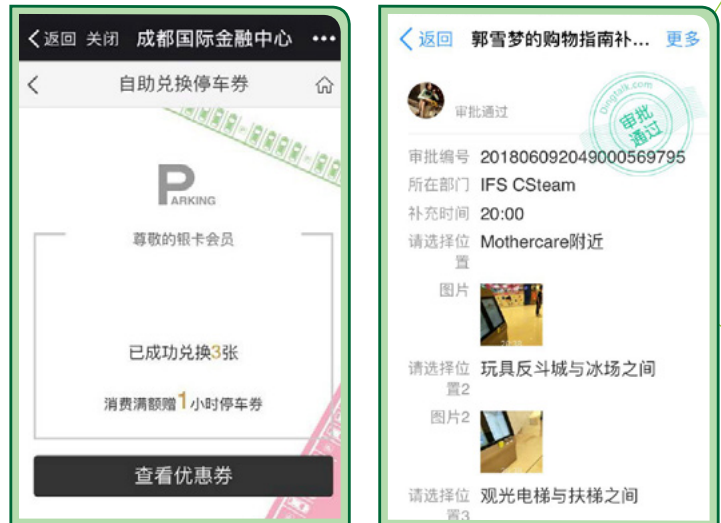 返回 关闭 成都国际金融中心
自助兑换停车券
PARKING
尊敬的银卡会员
已成功兑换3张
消费满额赠1小时停车券
查看优惠券
返回 郭雪梦的购物指南补... 更多
审批通过
Dingtalk.com
审批
通过
审批编号 201806092049000569795
所在部门 IFS CSteam
补充时间 20:00
请选择位置 Mothercare附近
图片
请选择位置2 玩具反斗城与冰场之间
图片2
请选择位置3 观光电梯与扶梯之间